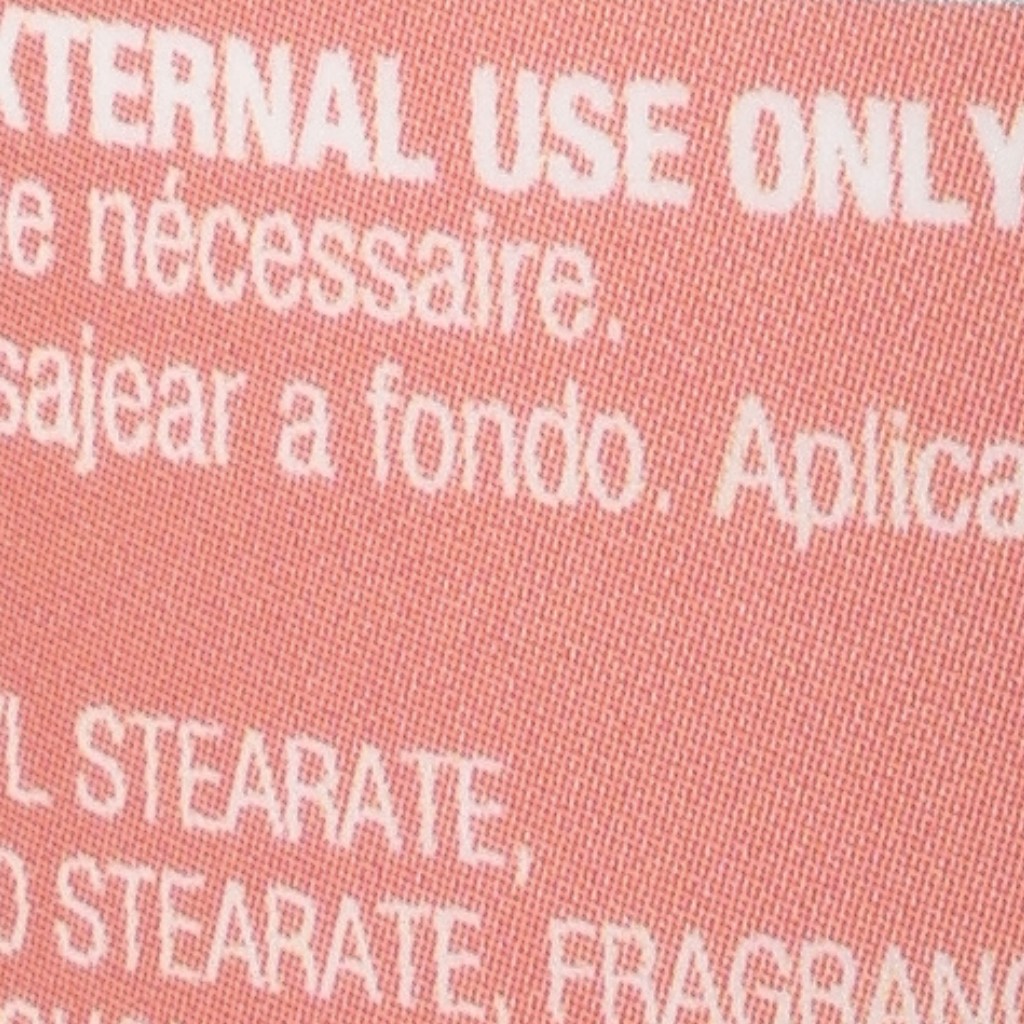 XTERNAL USE ONLY
e nécessaire.
sajear a fondo. Aplica
L STEARATE,
STEARATE, FRAGRANC